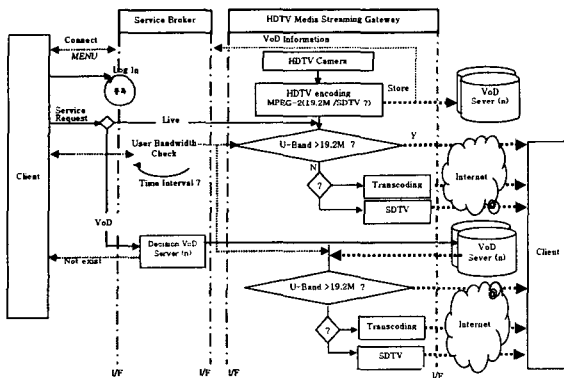 Service Broker
HDTV Media Streaming Gateway
Connect
MENU
VoD Information
HDTV Camera
Log In
HDTV encoding
MPEG-2(19.2M /SDTV ?)
Store
VoD
Sever (n)
Service
Request
Live
User Bandwidth
Check
U-Band >19.2M ?
Y
Time Interval ?
N
?
Transcoding
SDTV
Internet
Client
Client
VoD
Decision VoD
Server (n)
Not exist
VoD
Sever (n)
U-Band >19.2M ?
?
Transcoding
SDTV
Internet
I/F
I/F
I/F
I/F